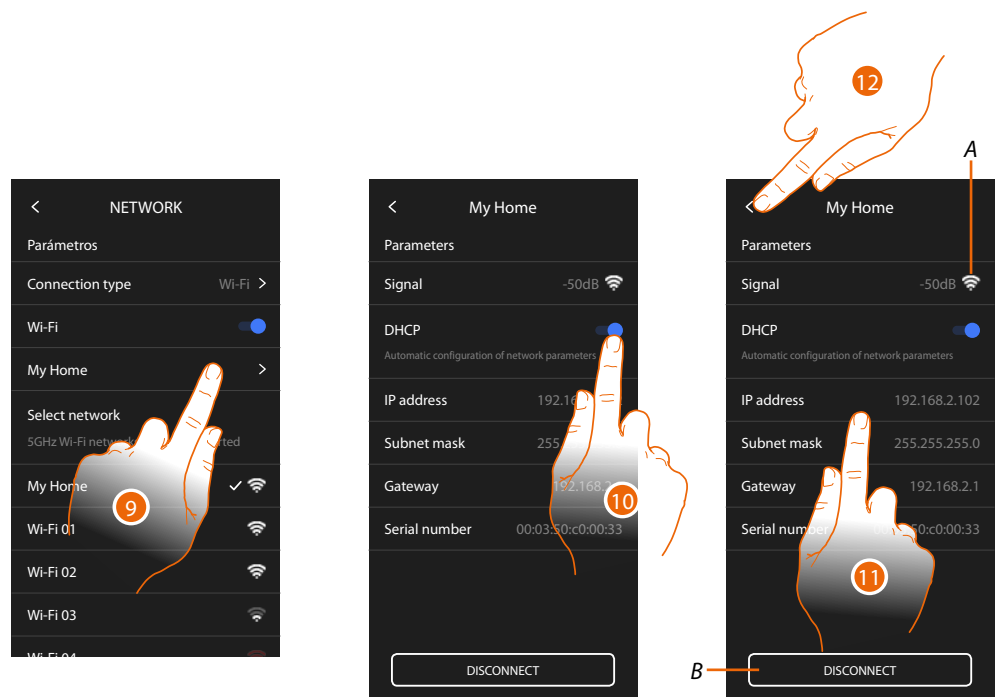 < NETWORK
Parámetros
Connection type Wi-Fi >
Wi-Fi
My Home >
Select network
5GHz Wi-Fi
My Home
Wi-Fi 01
Wi-Fi 02
Wi-Fi 03
Wi-Fi 04
9
< My Home
Parameters
Signal -50dB
DHCP
Automatic configuration of network parameters
IP address
Subnet mask
Gateway
Serial number 00:03:50:c0:00:33
DISCONNECT
10
12
A
< My Home
Parameters
Signal -50dB
DHCP
Automatic configuration of network parameters
IP address 192.168.2.102
Subnet mask 255.255.255.0
Gateway 192.168.2.1
Serial number
11
B
DISCONNECT